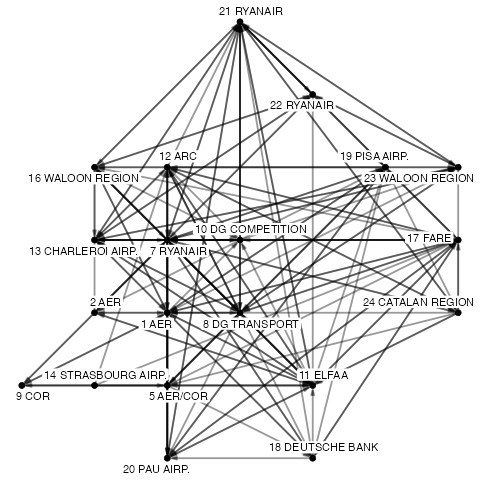 21 RYANAIR
22 RYANAIR
12 ARC
19 PISA AIRP.
16 WALOON REGION
23 WALOON REGION
10 DG COMPETITION
17 FARE
13 CHARLEROI AIRP.
7 RYANAIR
2 AER
24 CATALAN REGION
1 AER
8 DG TRANSPORT
14 STRASBOURG AIRP.
11 ELFAA
9 COR
5 AER/COR
18 DEUTSCHE BANK
20 PAU AIRP.